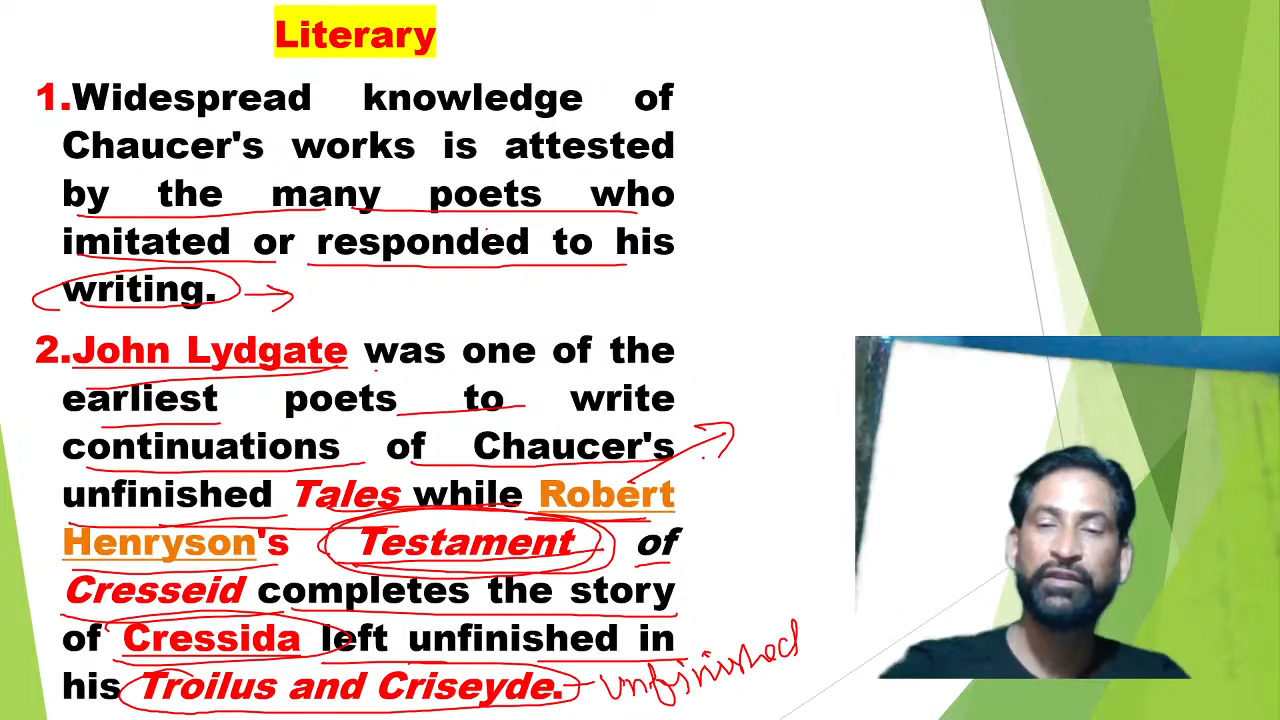 Literary
1.Widespread knowledge of
Chaucer's works is attested
by the many poets who
imitated or responded to his
writing.
2.John Lydgate was one of the
earliest poets to write
continuations of Chaucer's
unfinished Tales while Robert
Henryson's Testament of
Cresseid completes the story
of Cressida left unfinished in
his Troilus and Criseyde.
unfinished